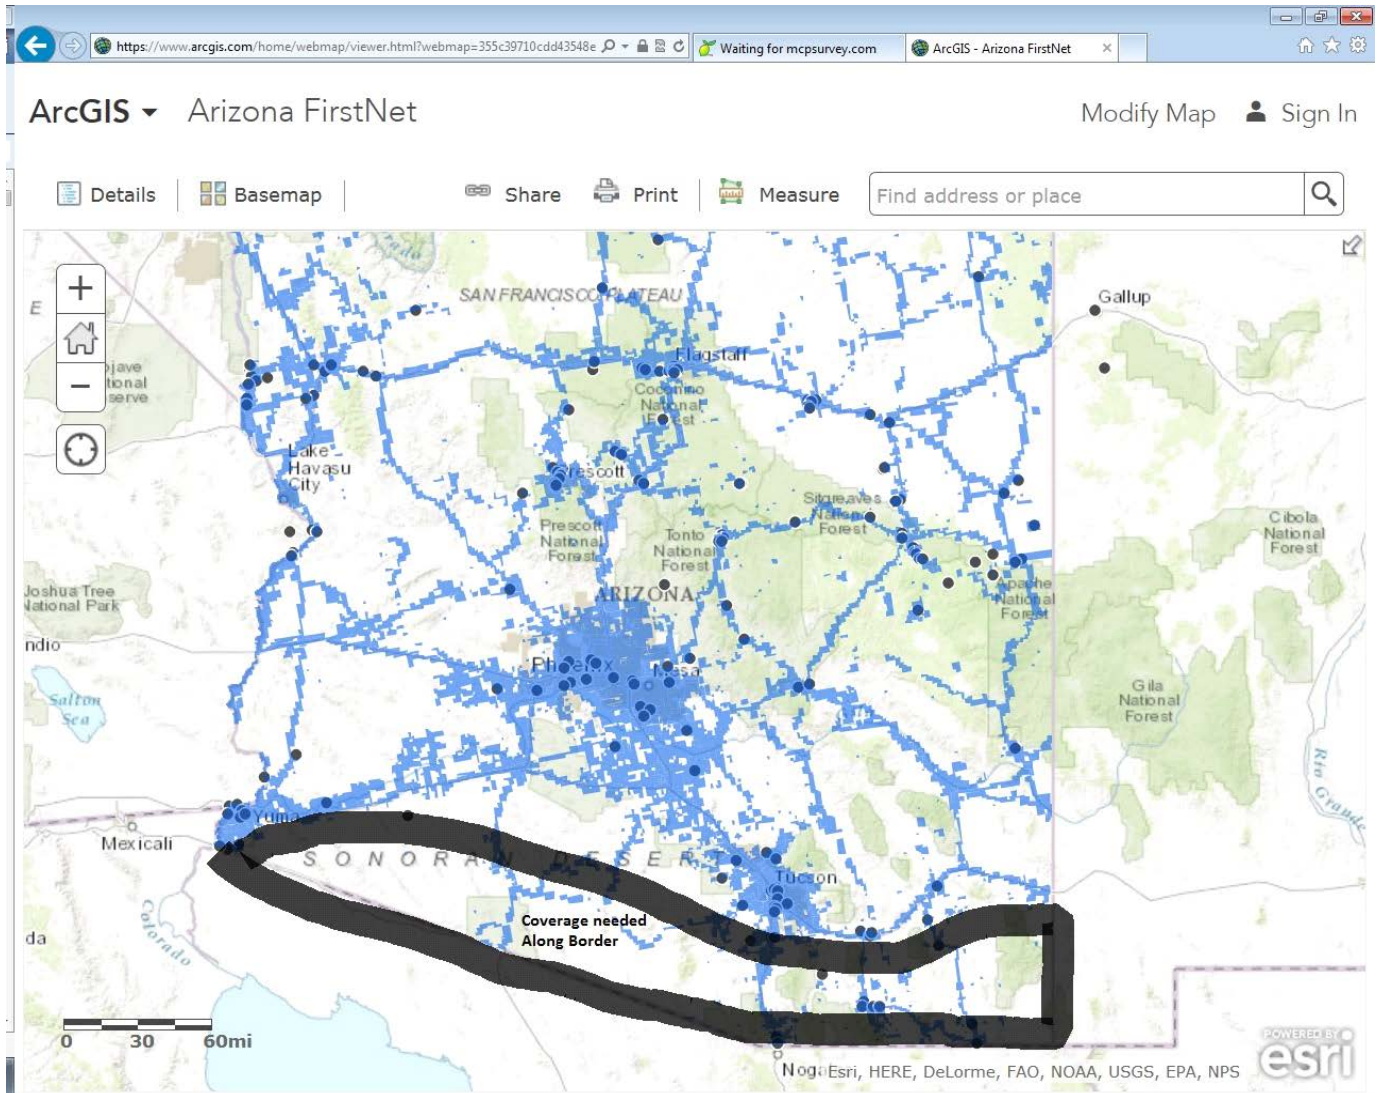 https://www.arcgis.com/home/webmap/viewer.html?webmap=355c39710cdd43548e
Waiting for mcpsurvey.com
ArcGIS - Arizona FirstNet
ArcGIS Arizona FirstNet
Modify Map Sign In
Details
Basemap
Share
Print
Measure
Find address or place
SAN FRANCISCO PLATEAU
Gallup
E
Flagstaff
Coconino
National
Forest
Lake
Havasu
City
Prescott
Sitgreaves
National
Forest
Prescott
National
Forest
Tonto
National
Forest
Cibola
National
Forest
Joshua Tree
National Park
ARIZONA
Apache
National
Forest
ndio
Phoenix
Mesa
Salton
Sea
Gila
National
Forest
Rio Grande
Yuma
Mexicali
SONORAN DESERT
Tucson
Colorado
Coverage needed
Along Border
da
0 30 60mi
POWERED BY
esri
Noga
Esri, HERE, DeLorme, FAO, NOAA, USGS, EPA, NPS